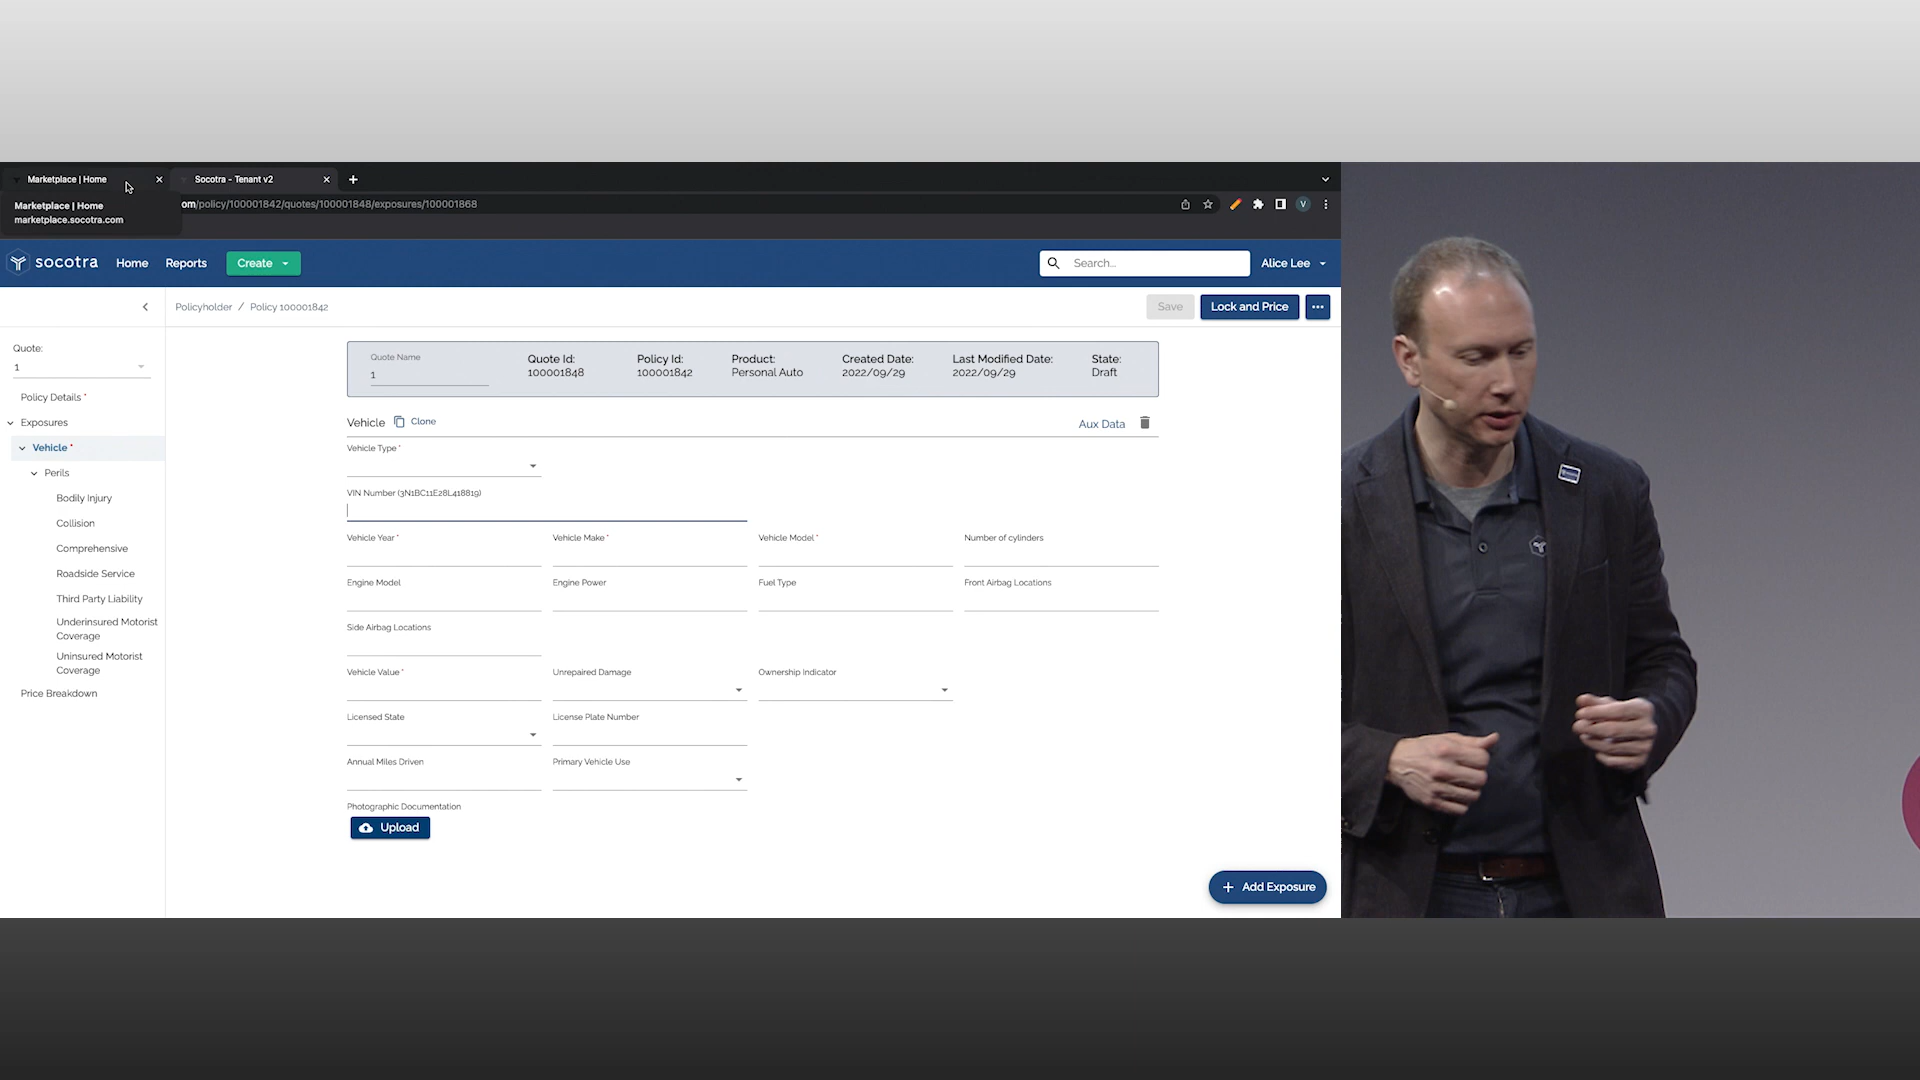 Marketplace | Home
Socotra - Tenant v2
Marketplace | Home
marketplace.socotra.com
om/policy/100001842/quotes/100001848/exposures/100001868
V
socotra
Home
Reports
Create
Search...
Alice Lee
Policyholder / Policy 100001842
Save
Lock and Price
Quote:
1
Policy Details *
Exposures
Vehicle *
Perils
Bodily Injury
Collision
Comprehensive
Roadside Service
Third Party Liability
Underinsured Motorist
Coverage
Uninsured Motorist
Coverage
Price Breakdown
Quote Name
1
Quote Id:
100001848
Policy Id:
100001842
Product:
Personal Auto
Created Date:
2022/09/29
Last Modified Date:
2022/09/29
State:
Draft
Vehicle
Clone
Aux Data
Vehicle Type *
VIN Number (3N1BC11E28L418819)
Vehicle Year *
Vehicle Make *
Vehicle Model *
Number of cylinders
Engine Model
Engine Power
Fuel Type
Front Airbag Locations
Side Airbag Locations
Vehicle Value *
Unrepaired Damage
Ownership Indicator
Licensed State
License Plate Number
Annual Miles Driven
Primary Vehicle Use
Photographic Documentation
Upload
+ Add Exposure